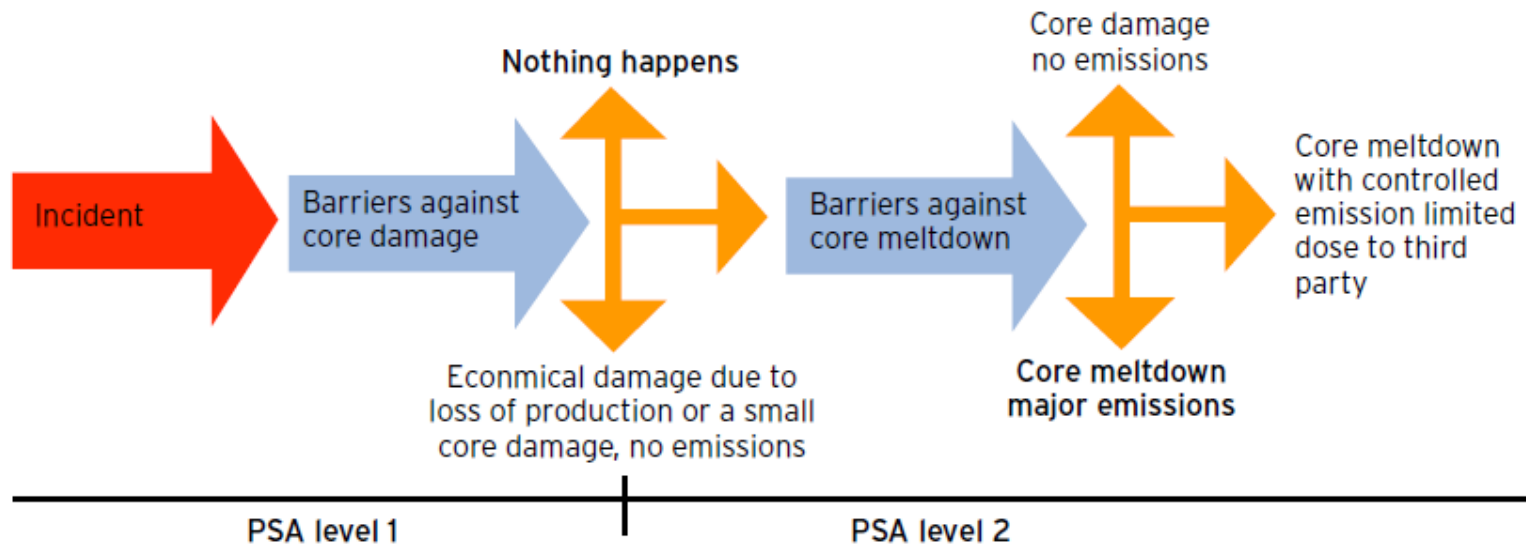 Incident
Barriers against
core damage
Nothing happens
Econmical damage due to
loss of production or a small
core damage, no emissions
Barriers against
core meltdown
Core damage
no emissions
Core meltdown
with controlled
emission limited
dose to third
party
Core meltdown
major emissions
PSA level 1
PSA level 2